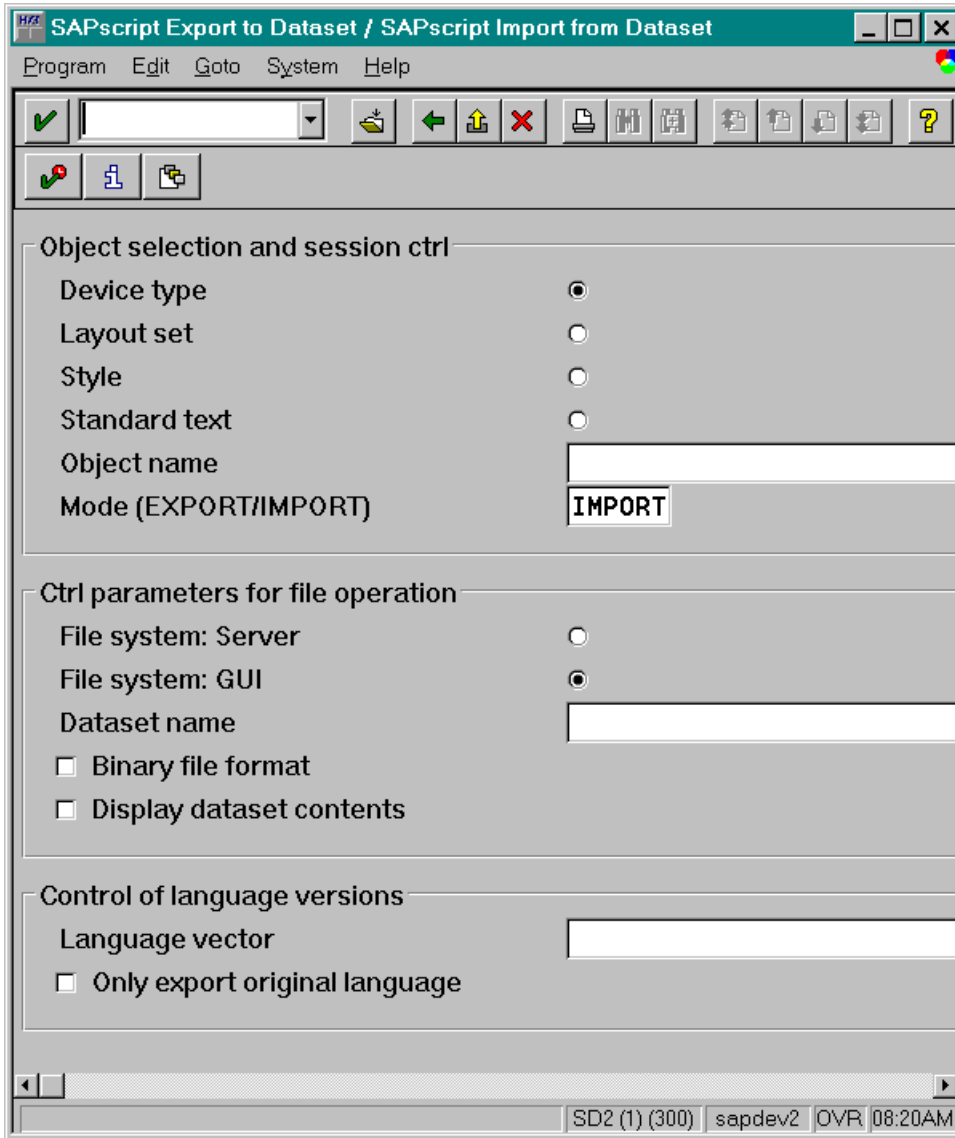 SAPscript Export to Dataset / SAPscript Import from Dataset
Program Edit Goto System Help
Object selection and session ctrl
Device type
Layout set
Style
Standard text
Object name
Mode (EXPORT/IMPORT) IMPORT
Ctrl parameters for file operation
File system: Server
File system: GUI
Dataset name
Binary file format
Display dataset contents
Control of language versions
Language vector
Only export original language
SD2 (1) (300) sapdev2 OVR 08:20AM